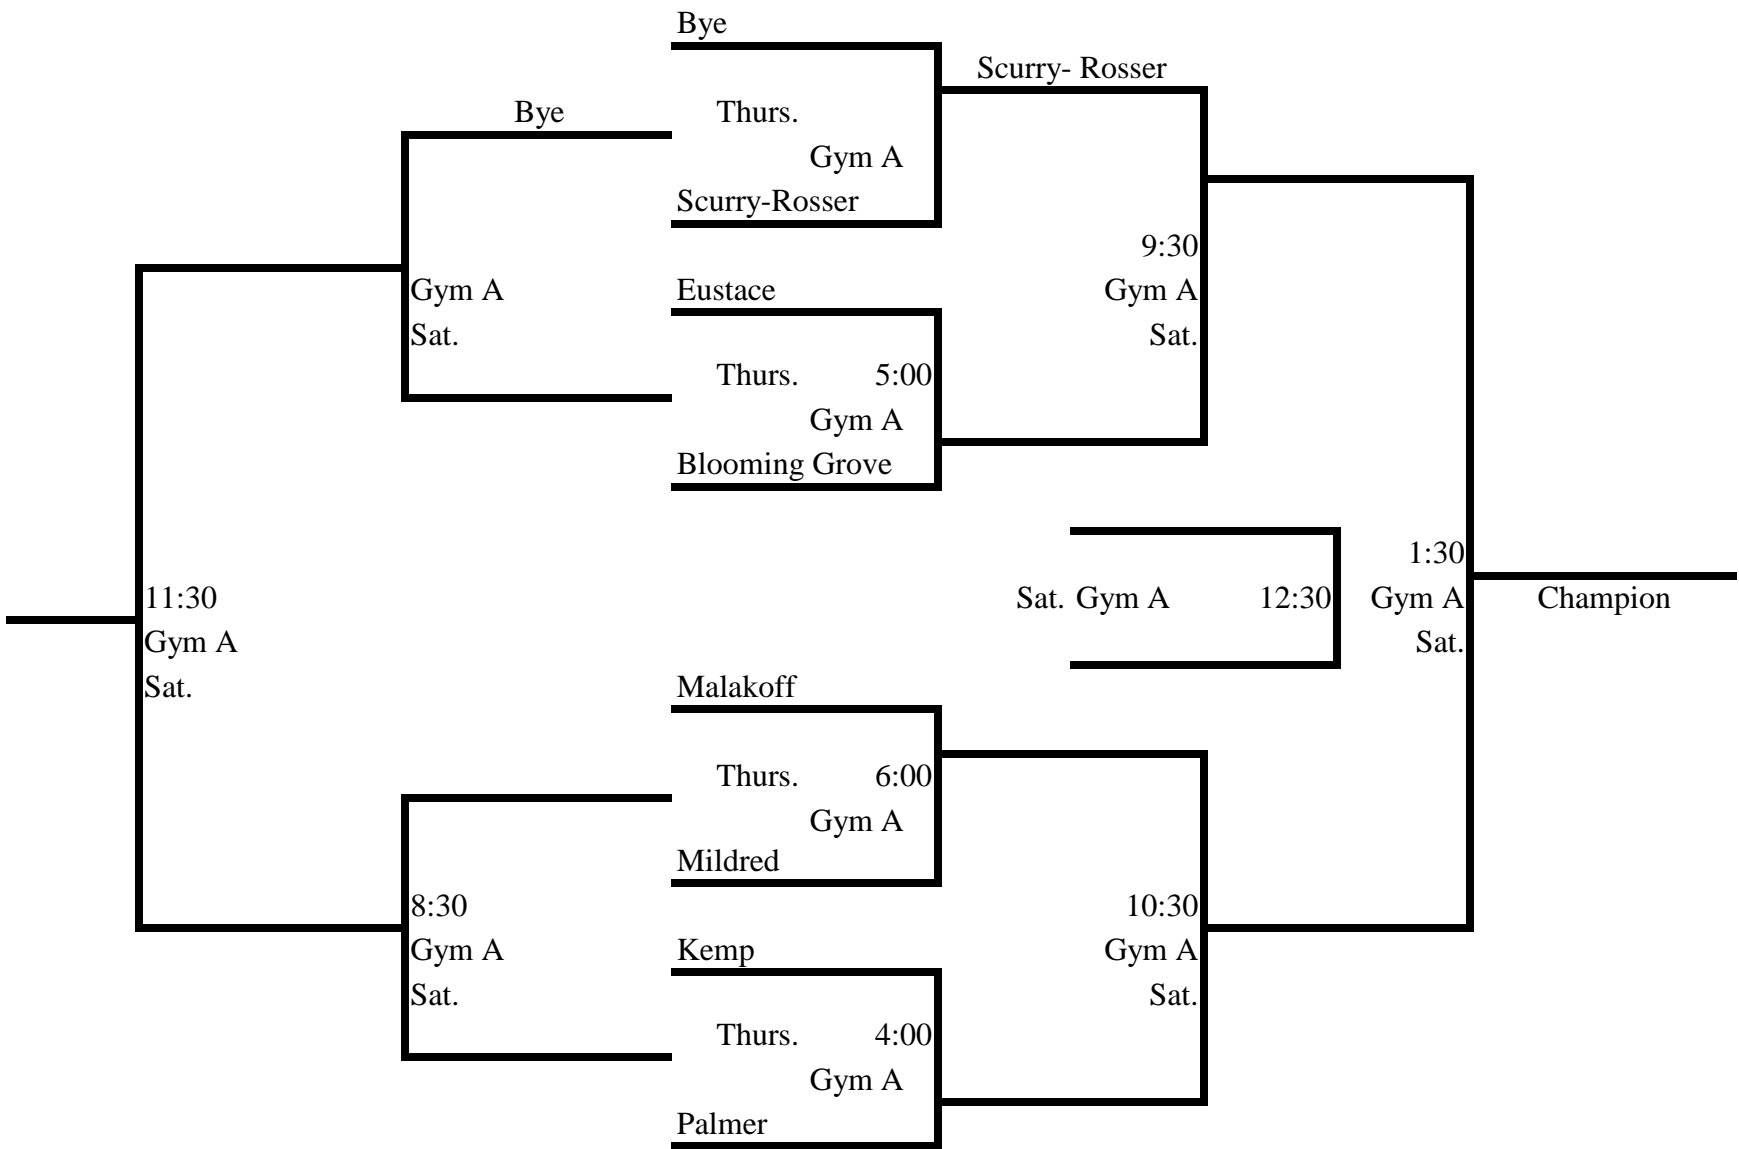 Bye
Scurry- Rosser
Bye
Thurs.
Gym A
Scurry-Rosser
9:30
Gym A
Eustace
Gym A
Sat.
Sat.
Thurs. 5:00
Gym A
Blooming Grove
1:30
11:30
Sat. Gym A 12:30
Gym A
Champion
Gym A
Sat.
Sat.
Malakoff
Thurs. 6:00
Gym A
Mildred
8:30
10:30
Gym A
Kemp
Gym A
Sat.
Sat.
Thurs. 4:00
Gym A
Palmer